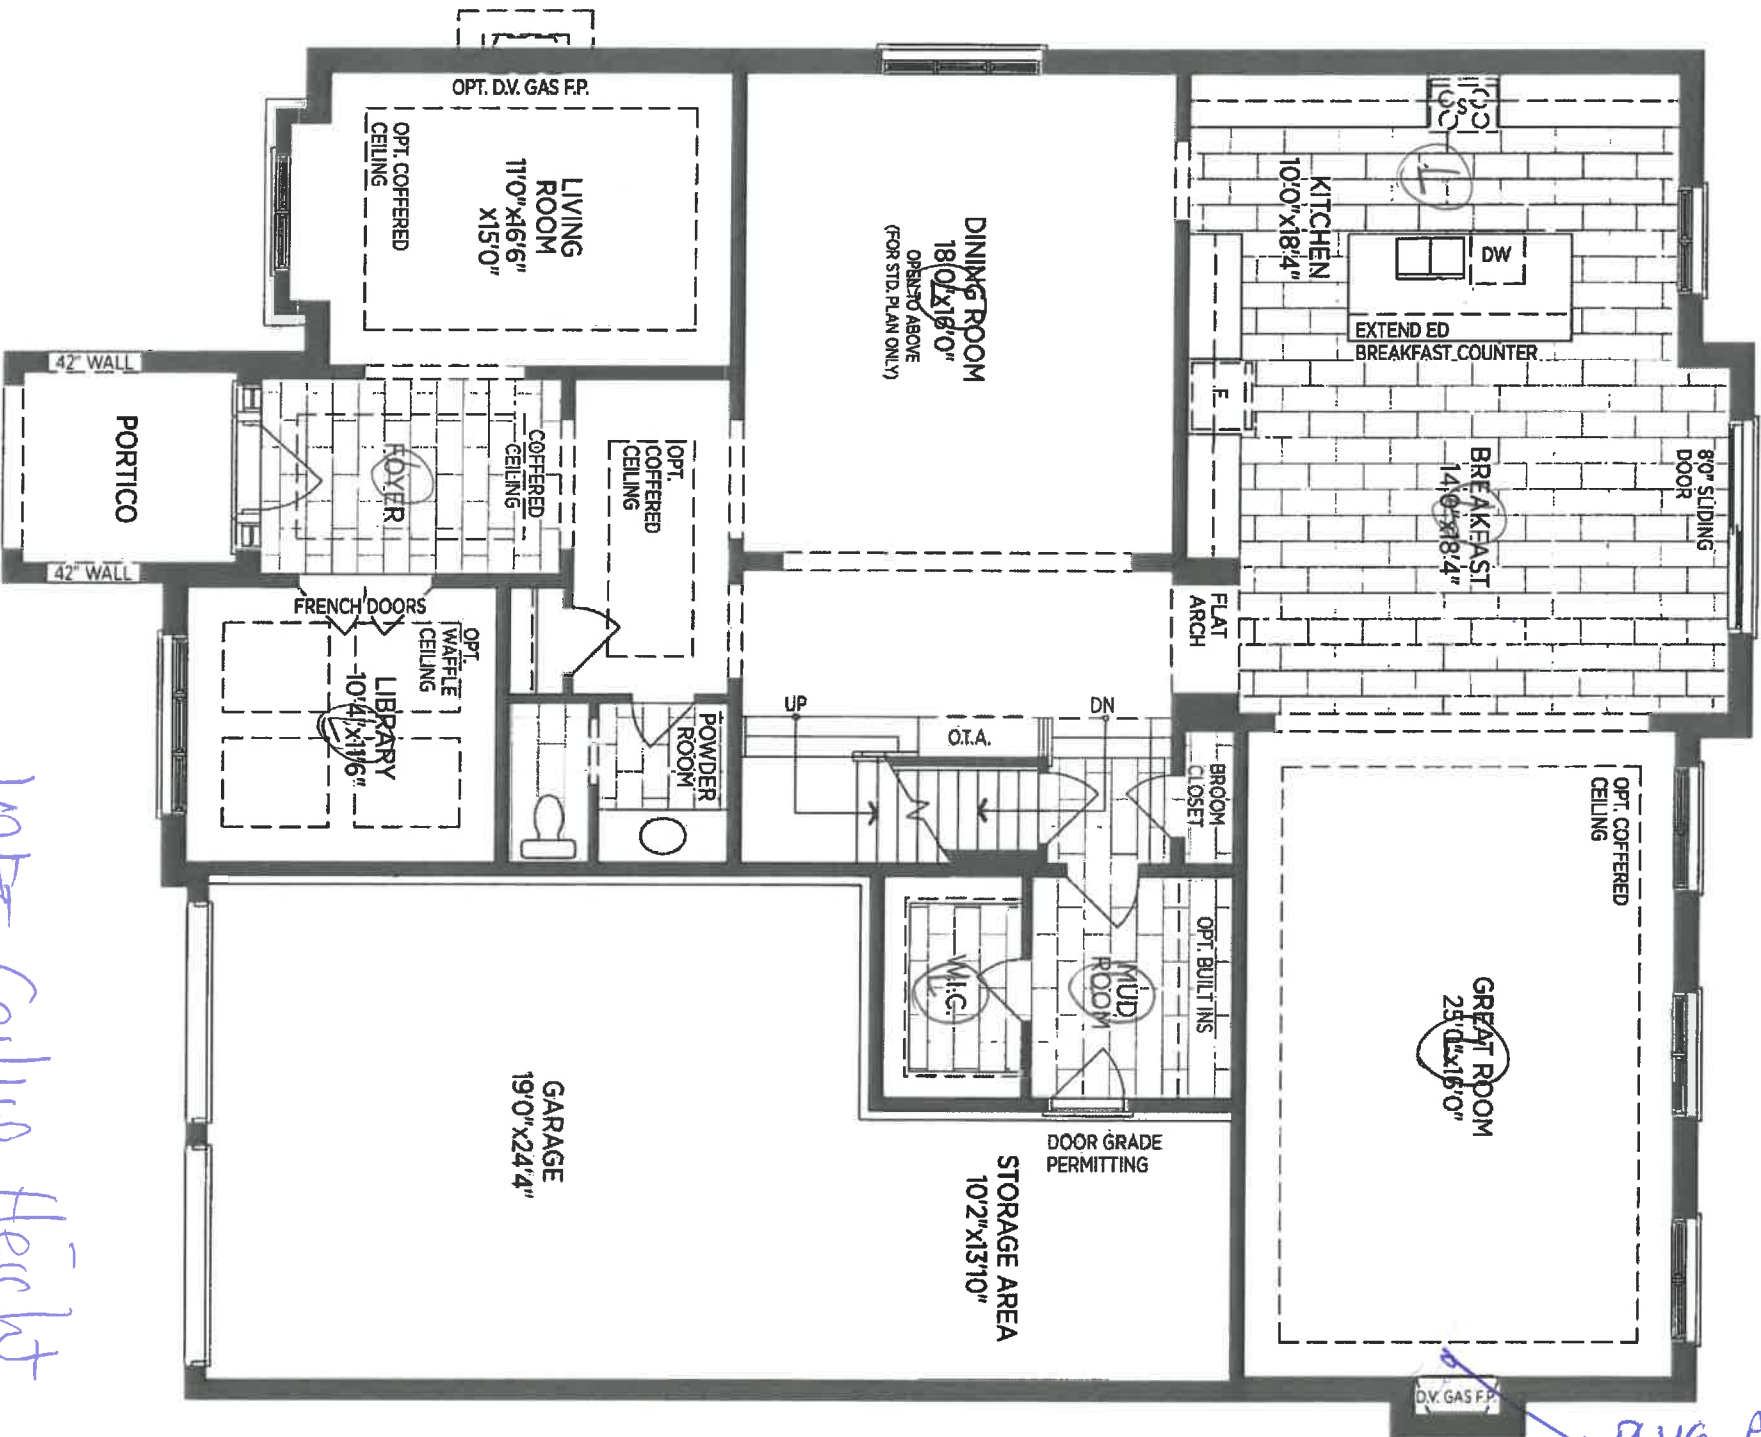 OPT. D.V. GAS F.P.
OPT. COFFERED
CEILING
LIVING
ROOM
11'0"x16'6"
x15'0"
DINING ROOM
18'0"x16'0"
OPEN TO ABOVE
(FOR STD. PLAN ONLY)
KITCHEN
10'0"x18'4"
DW
EXTENDED
BREAKFAST COUNTER
F
BREAKFAST
14'0"x18'4"
8'0" SLIDING
DOOR
42" WALL
PORTICO
42" WALL
FOYER
COFFERED
CEILING
OPT.
COFFERED
CEILING
FRENCH DOORS
OPT.
WAFFLE
CEILING
LIBRARY
10'4"x11'6"
POWDER
ROOM
UP
O.T.A.
DN
FLAT
ARCH
BROOM
CLOSET
OPT. BUILT INS
MUD
ROOM
W.I.C.
OPT. COFFERED
CEILING
GREAT ROOM
25'0"x16'0"
D.V. GAS F.P.
DOOR GRADE
PERMITTING
STORAGE AREA
10'2"x13'10"
GARAGE
19'0"x24'4"
Ceiling Height